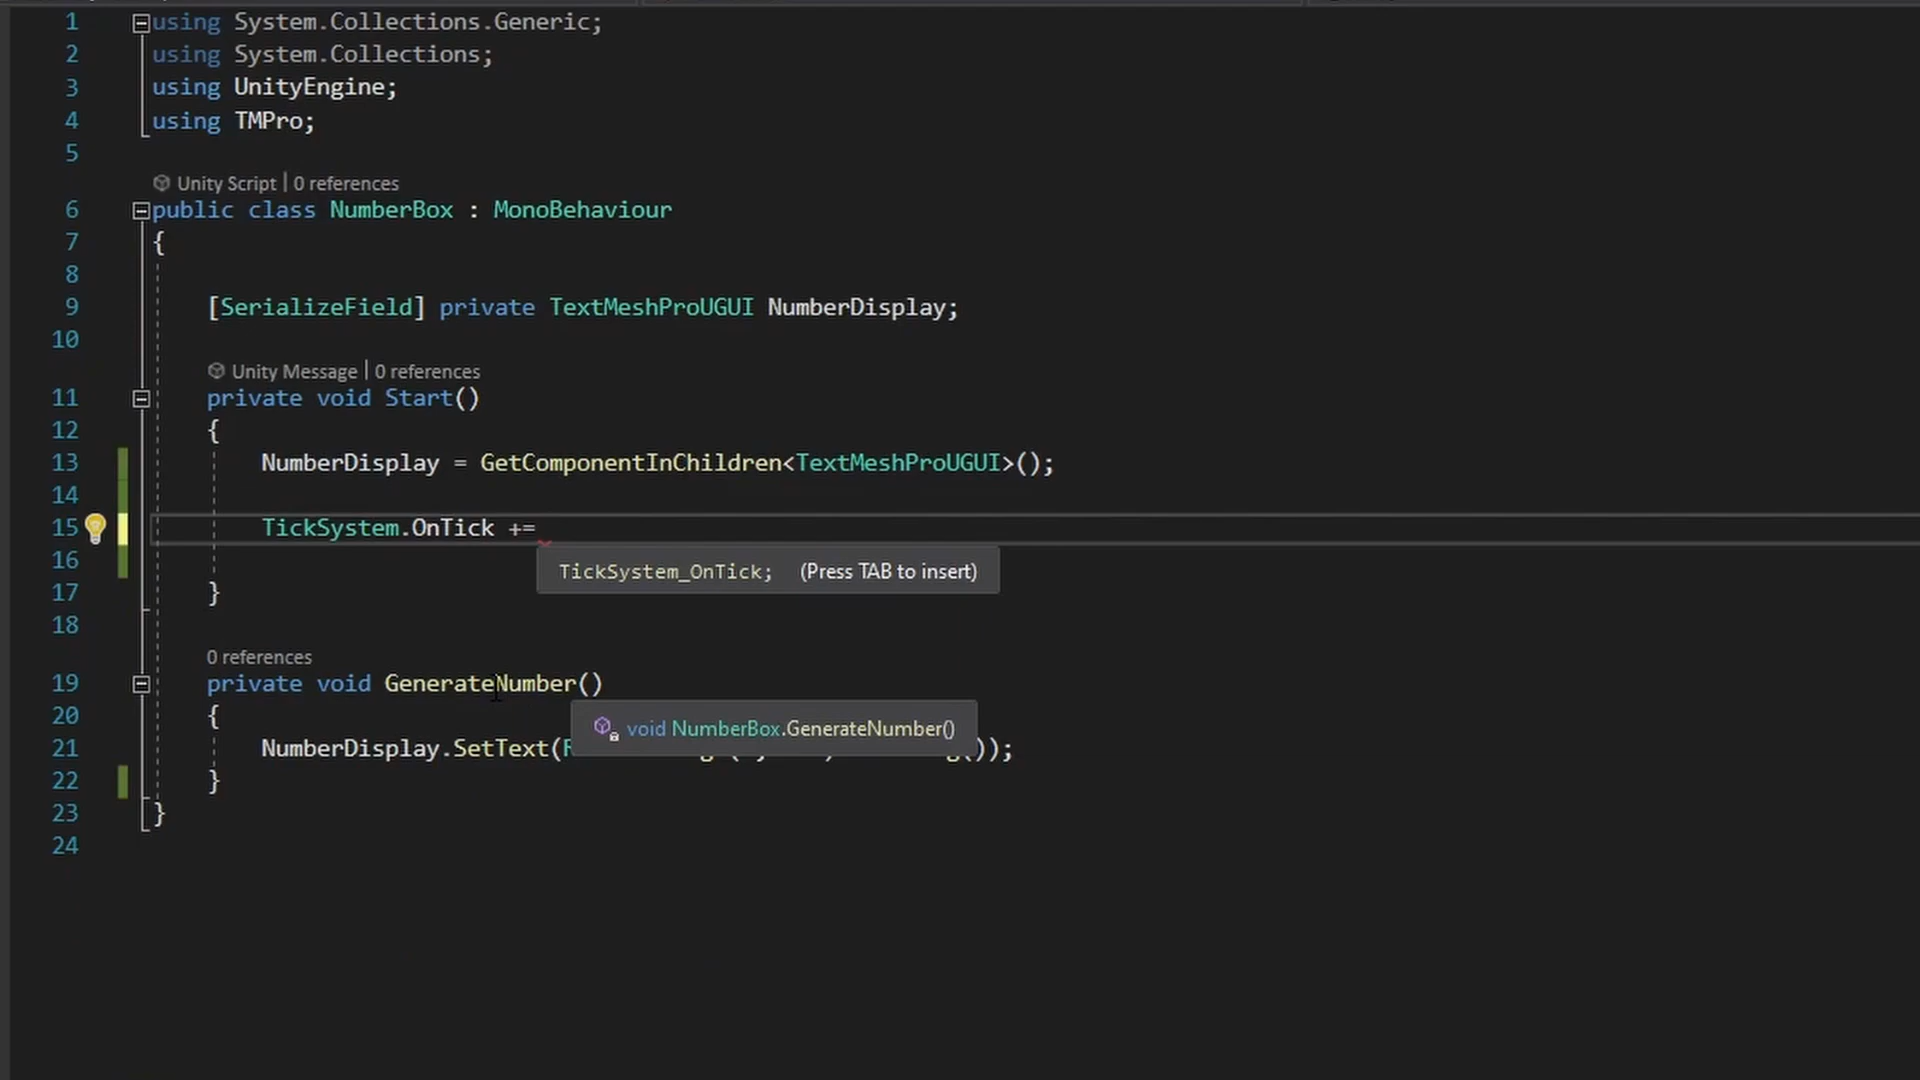 1 using System.Collections.Generic;
2 using System.Collections;
3 using UnityEngine;
4 using TMPro;
5
Unity Script | 0 references
6 public class NumberBox : MonoBehaviour
7 {
8
9 [SerializeField] private TextMeshProUGUI NumberDisplay;
10
Unity Message | 0 references
11 private void Start()
12 {
13 NumberDisplay = GetComponentInChildren<TextMeshProUGUI>();
14
15 TickSystem.OnTick +=
16 TickSystem_OnTick; (Press TAB to insert)
17 }
18
0 references
19 private void GenerateNumber()
20 {
void NumberBox.GenerateNumber()
21 NumberDisplay.SetText( ());
22 }
23 }
24